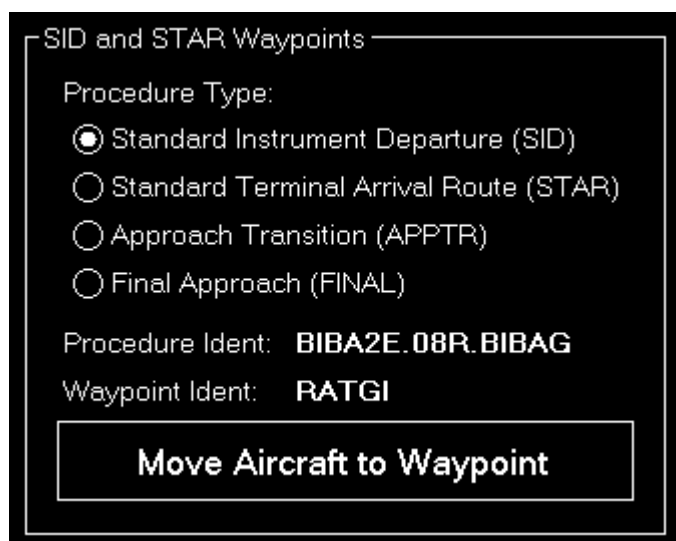 SID and STAR Waypoints
Procedure Type:
Standard Instrument Departure (SID)
Standard Terminal Arrival Route (STAR)
Approach Transition (APPTR)
Final Approach (FINAL)
Procedure Ident: BIBA2E.08R.BIBAG
Waypoint Ident: RATGI
Move Aircraft to Waypoint